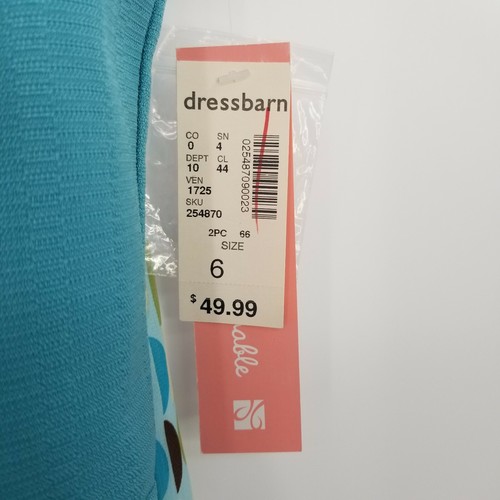 dressbarn
CO SN
0 4
DEPT CL
10 44
VEN
1725
SKU
254870
025487090023
2PC 66
SIZE
6
$49.99